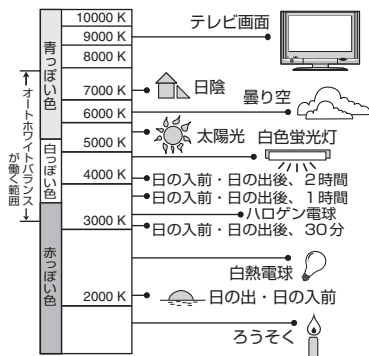 10000 K
9000 K
8000 K
7000 K
6000 K
5000 K
4000 K
3000 K
2000 K
青っぽい色
白っぽい色
赤っぽい色
オートホワイトバランス
が働く範囲
テレビ画面
日陰
曇り空
太陽光
白色蛍光灯
日の入前・日の出後、2時間
日の入前・日の出後、1時間
ハロゲン電球
日の入前・日の出後、30分
白熱電球
日の出・日の入前
ろうそく